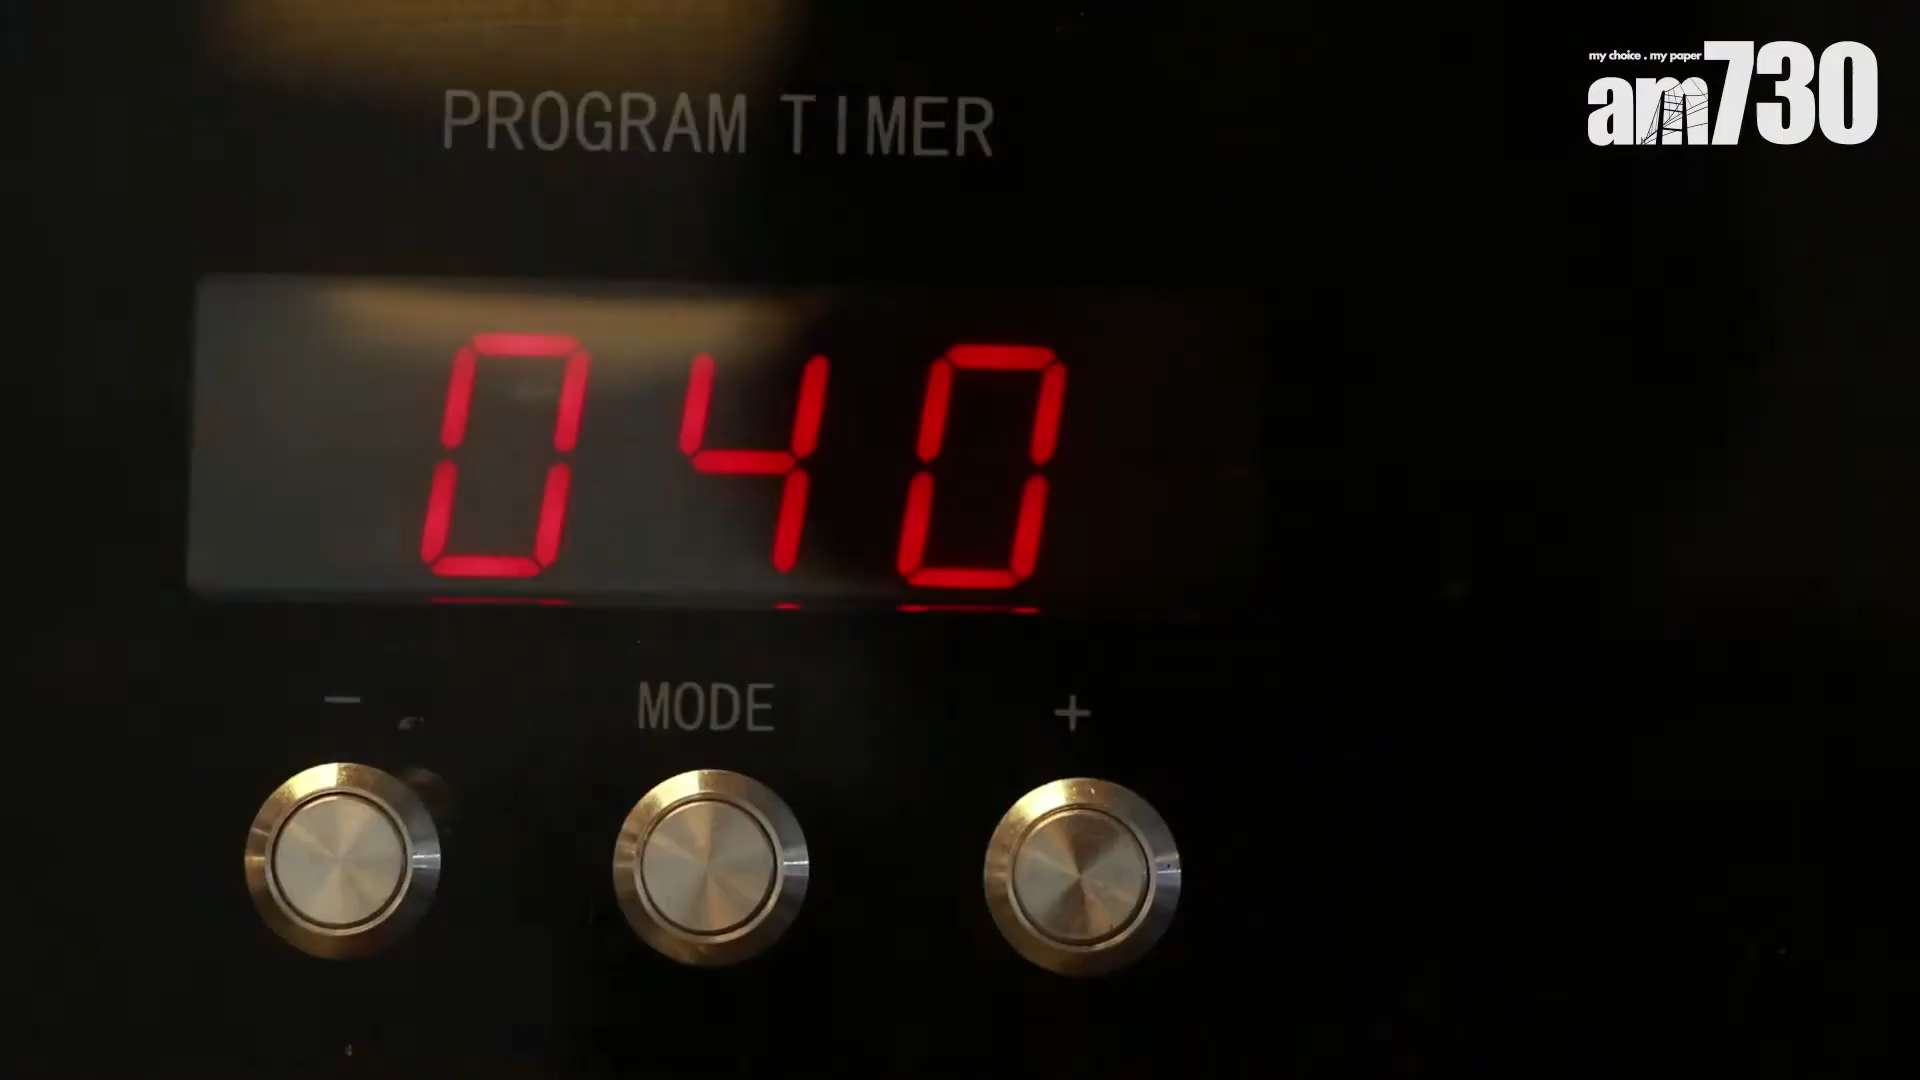 my choice . my paper
am730
PROGRAM TIMER
040
- MODE +